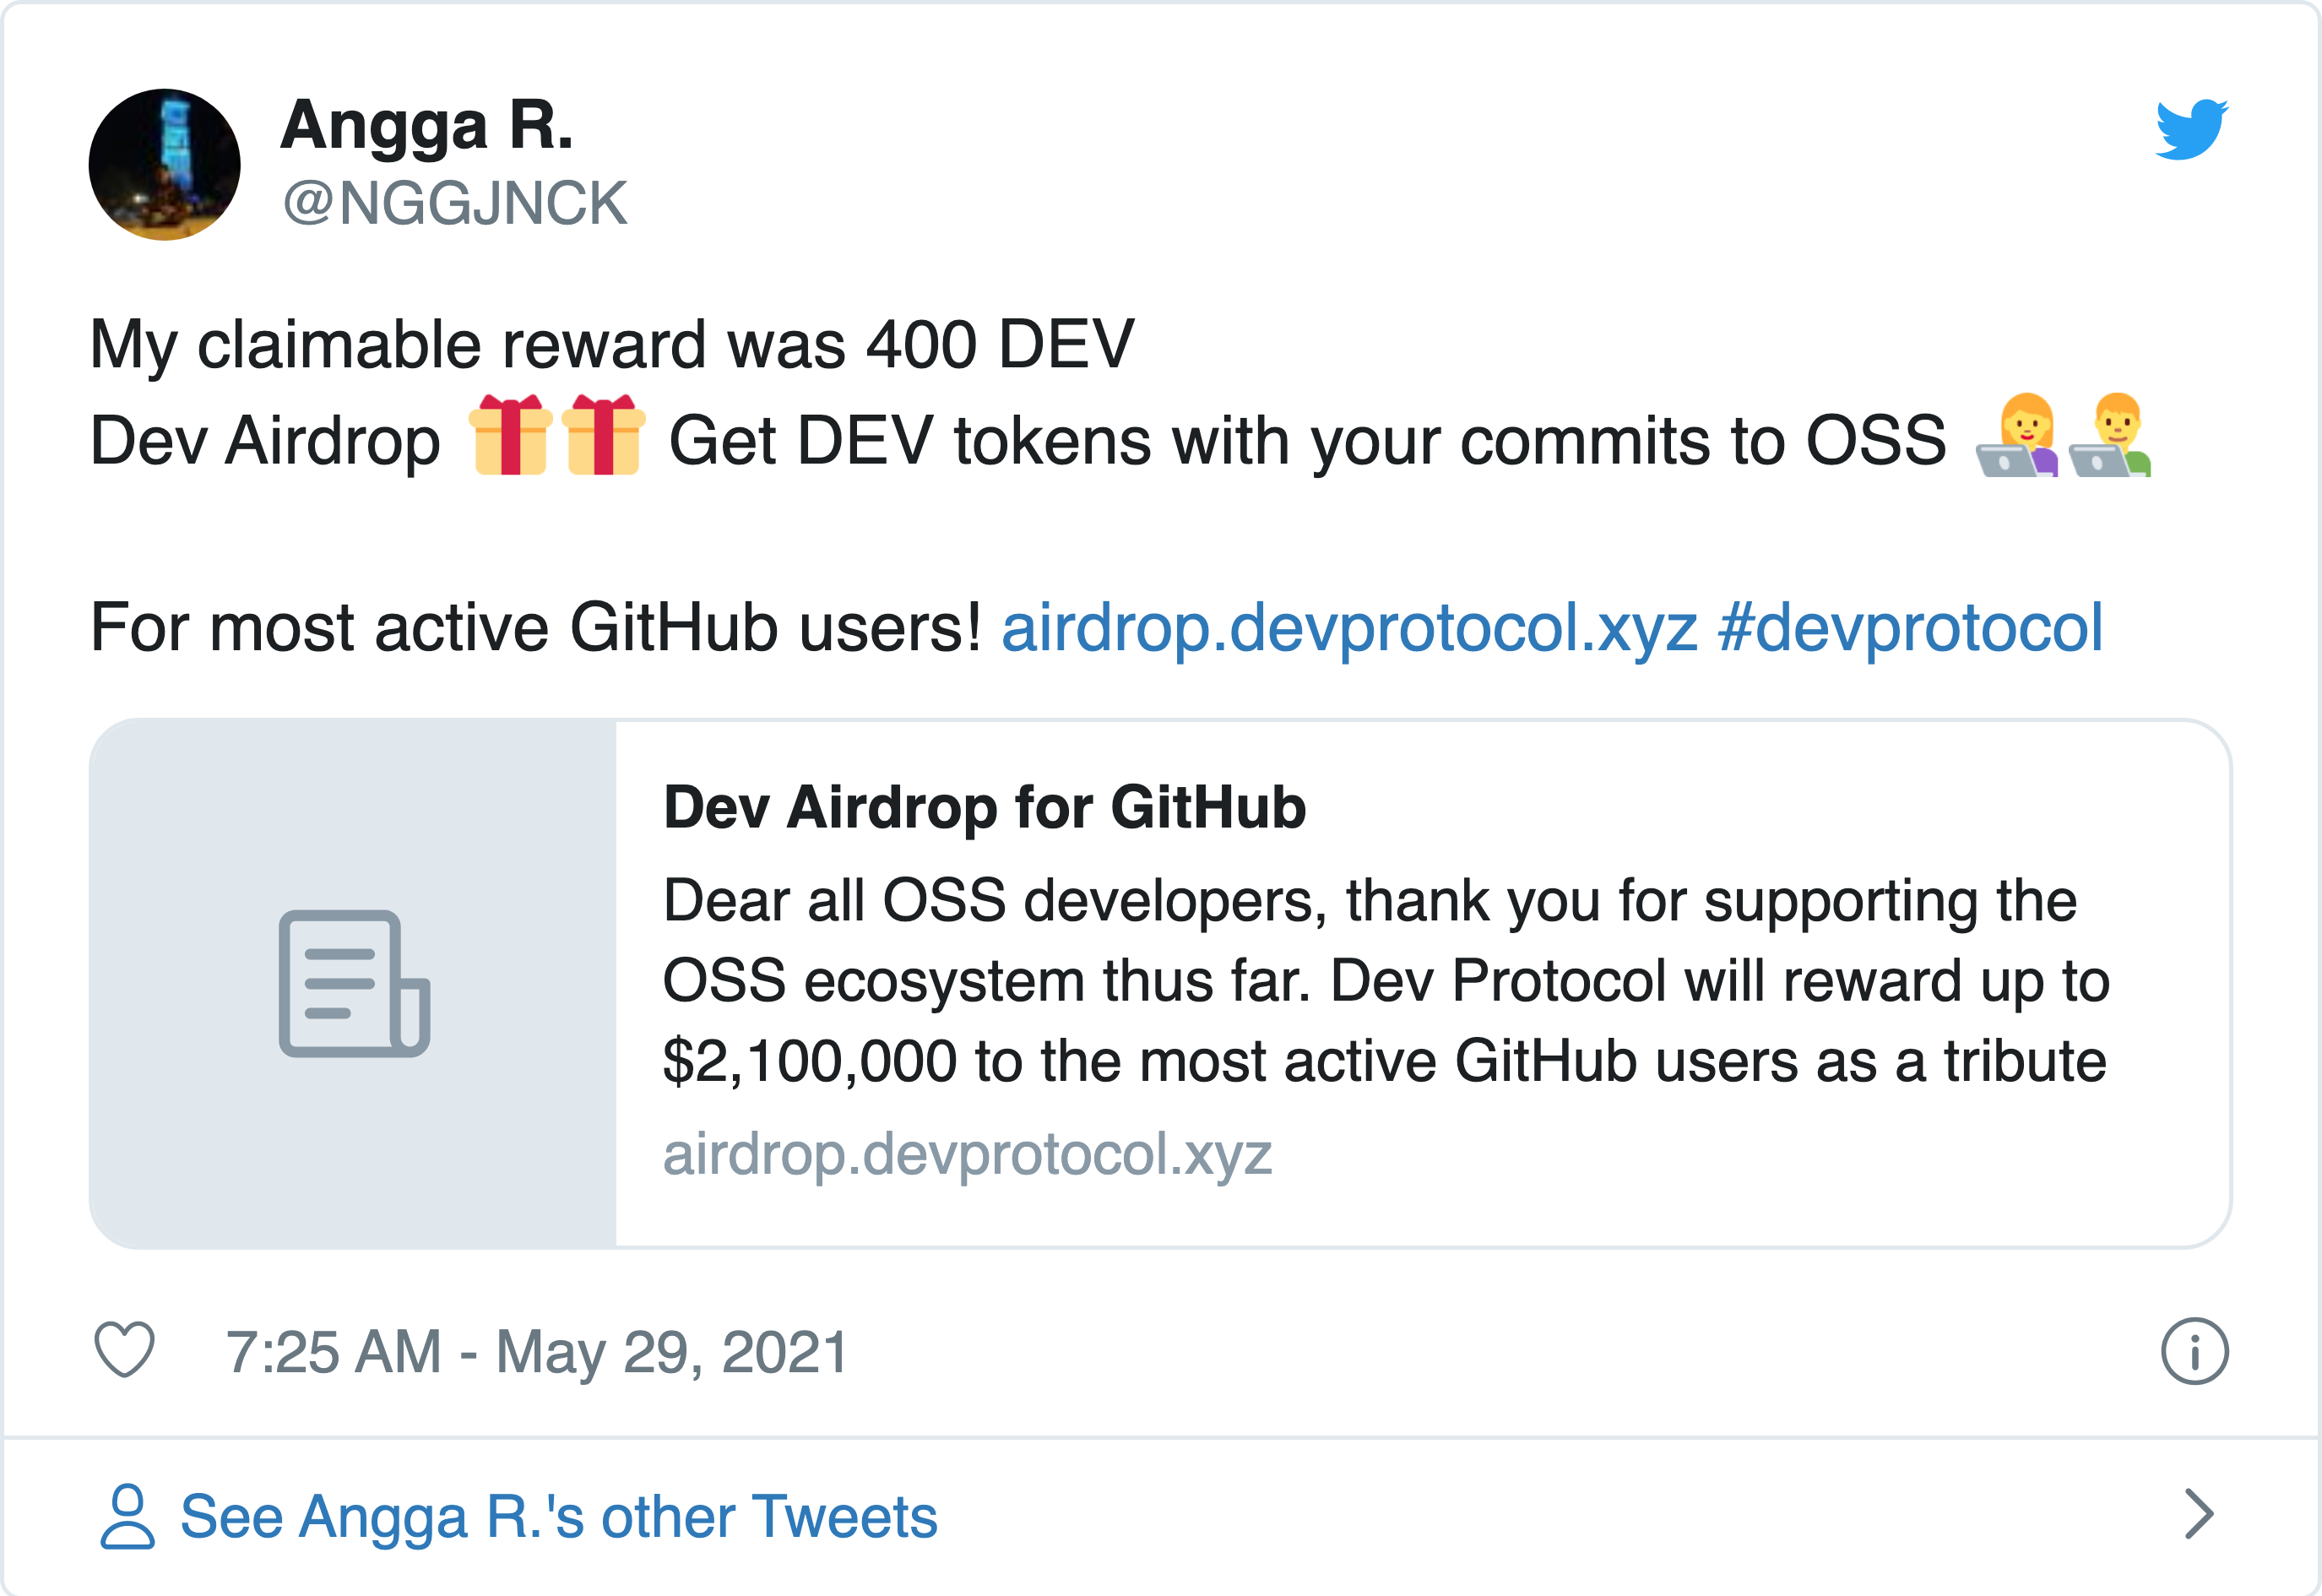 Angga R.
@NGGJNCK
My claimable reward was 400 DEV
Dev Airdrop 🎁🎁 Get DEV tokens with your commits to OSS 👩‍💻👨‍💻
For most active GitHub users! airdrop.devprotocol.xyz #devprotocol
Dev Airdrop for GitHub
Dear all OSS developers, thank you for supporting the
OSS ecosystem thus far. Dev Protocol will reward up to
$2,100,000 to the most active GitHub users as a tribute
airdrop.devprotocol.xyz
7:25 AM - May 29, 2021
See Angga R.'s other Tweets